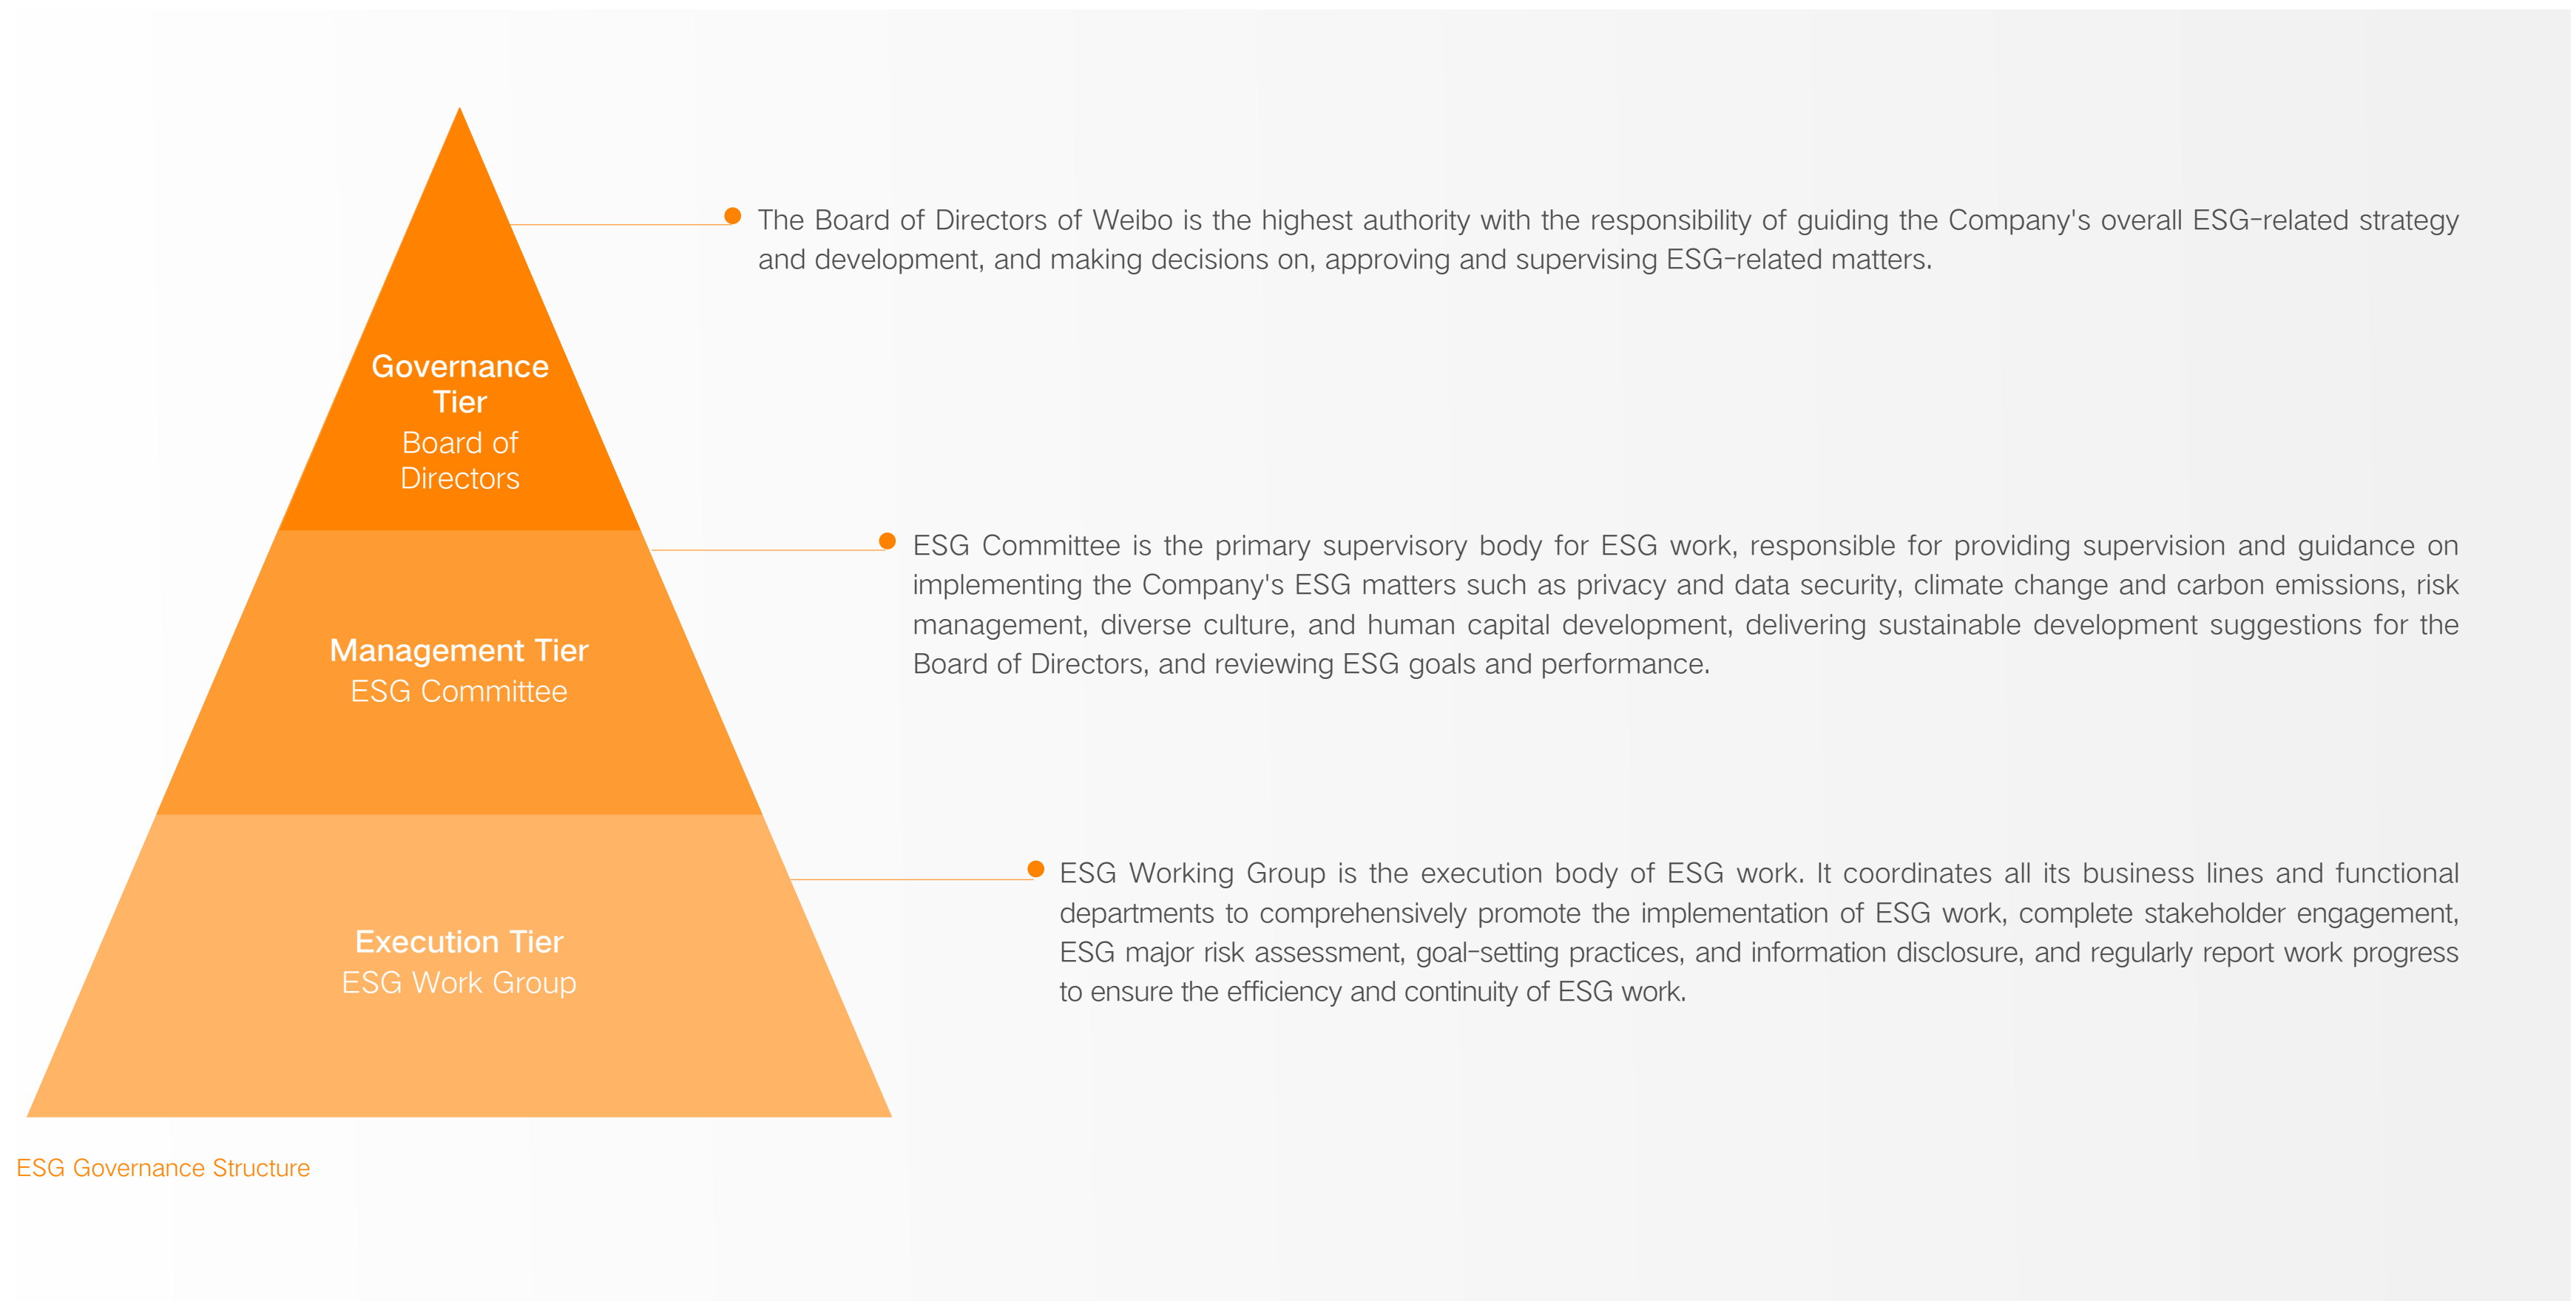 The Board of Directors of Weibo is the highest authority with the responsibility of guiding the Company's overall ESG-related strategy
and development, and making decisions on, approving and supervising ESG-related matters.
Governance
Tier
Board of
Directors
ESG Committee is the primary supervisory body for ESG work, responsible for providing supervision and guidance on
implementing the Company's ESG matters such as privacy and data security, climate change and carbon emissions, risk
management, diverse culture, and human capital development, delivering sustainable development suggestions for the
Board of Directors, and reviewing ESG goals and performance.
Management Tier
ESG Committee
ESG Working Group is the execution body of ESG work. It coordinates all its business lines and functional
departments to comprehensively promote the implementation of ESG work, complete stakeholder engagement,
ESG major risk assessment, goal-setting practices, and information disclosure, and regularly report work progress
to ensure the efficiency and continuity of ESG work.
Execution Tier
ESG Work Group
ESG Governance Structure